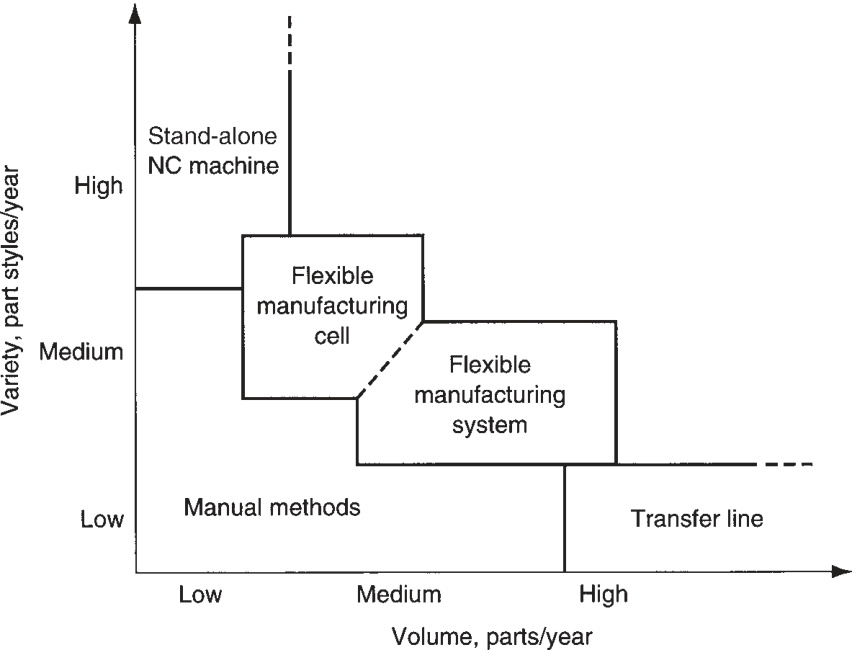 Stand-alone
NC machine
High
Flexible
manufacturing
cell
Medium
Flexible
manufacturing
system
Manual methods
Low
Transfer line
Low
Medium
High
Volume, parts/year
Variety, part styles/year